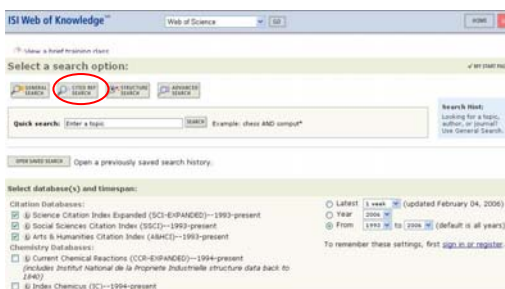 ISI Web of Knowledge℠ Web of Science GO HOME
View a brief training class
Select a search option:
GENERAL SEARCH CITED REF SEARCH STRUCTURE SEARCH ADVANCED SEARCH
Quick search: Enter a topic SEARCH Example: chess AND comput*
Search Hint:
Looking for a topic,
author, or journal?
Use General Search.
OPEN SAVED SEARCH Open a previously saved search history.
Select database(s) and timespan:
Citation Databases:
Science Citation Index Expanded (SCI-EXPANDED)--1993-present
Social Sciences Citation Index (SSCI)--1993-present
Arts & Humanities Citation Index (A&HCI)--1993-present
Chemistry Databases:
Current Chemical Reactions (CCR-EXPANDED)--1994-present
(includes Institut National de la Propriete Industrielle structure data back to
1840)
Index Chemicus (IC)--1994-present
Latest 1 week (updated February 04, 2006)
Year 2006
From 1993 to 2006 (default is all years)
To remember these settings, first sign in or register.